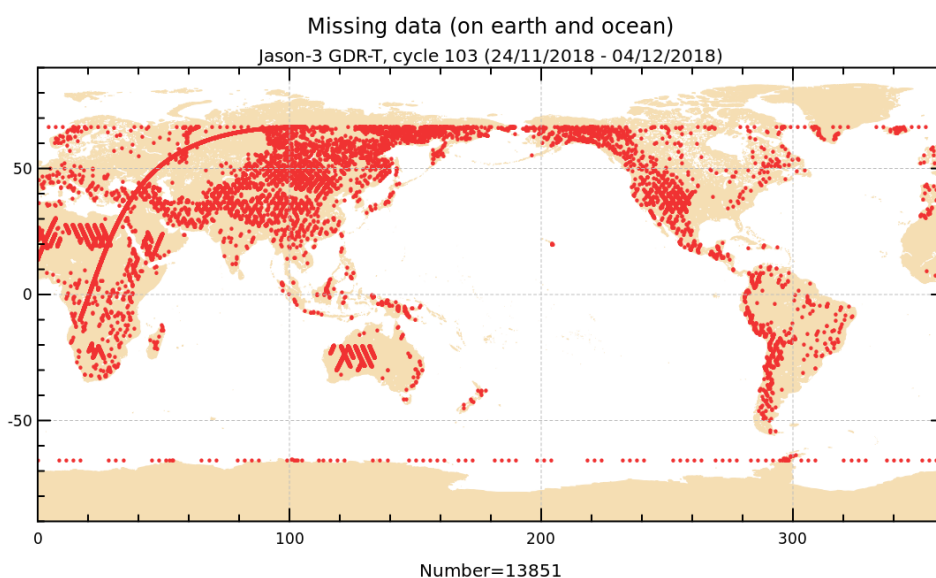 Missing data (on earth and ocean)
Jason-3 GDR-T, cycle 103 (24/11/2018 - 04/12/2018)
50
0
-50
0 100 200 300
Number=13851